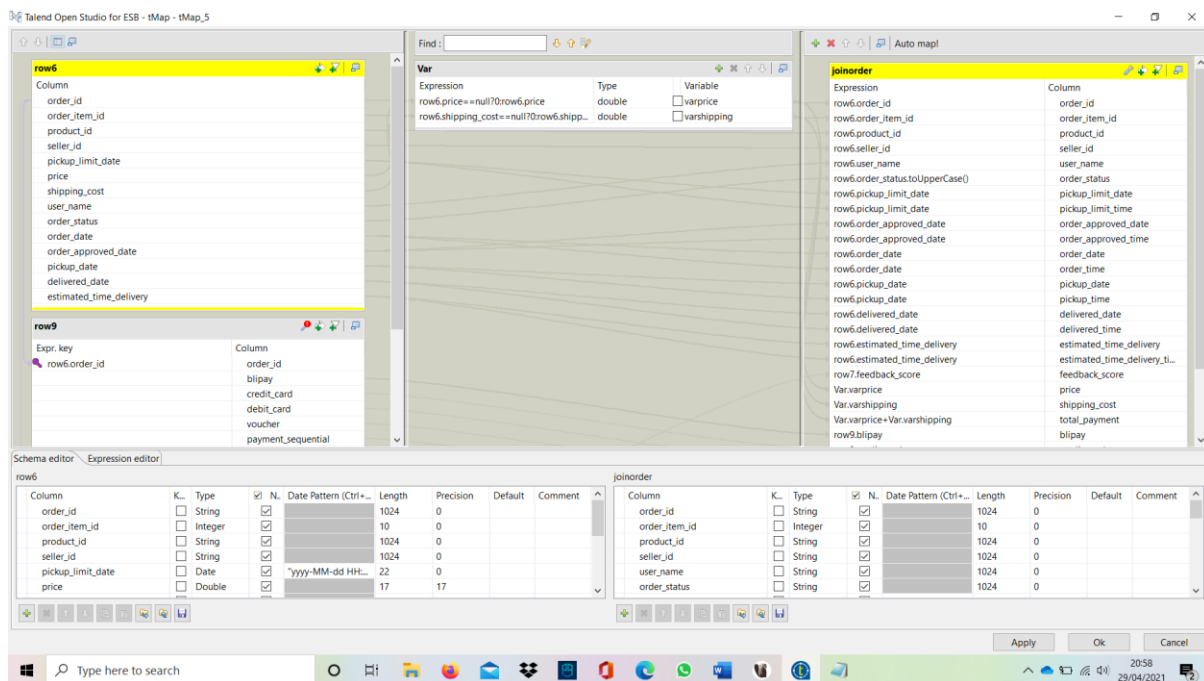 Talend Open Studio for ESB - tMap - tMap_5
Find :
Auto map!
row6
Column
order_id
order_item_id
product_id
seller_id
pickup_limit_date
price
shipping_cost
user_name
order_status
order_date
order_approved_date
pickup_date
delivered_date
estimated_time_delivery
row9
Expr. key Column
row6.order_id order_id
blipay
credit_card
debit_card
voucher
payment_sequential
Var
Expression Type Variable
row6.price==null?0:row6.price double varprice
row6.shipping_cost==null?0:row6.shipp... double varshipping
joinorder
Expression Column
row6.order_id order_id
row6.order_item_id order_item_id
row6.product_id product_id
row6.seller_id seller_id
row6.user_name user_name
row6.order_status.toUpperCase() order_status
row6.pickup_limit_date pickup_limit_date
row6.pickup_limit_date pickup_limit_time
row6.order_approved_date order_approved_date
row6.order_approved_date order_approved_time
row6.order_date order_date
row6.order_date order_time
row6.pickup_date pickup_date
row6.pickup_date pickup_time
row6.delivered_date delivered_date
row6.delivered_date delivered_time
row6.estimated_time_delivery estimated_time_delivery
row6.estimated_time_delivery estimated_time_delivery_ti...
row7.feedback_score feedback_score
Var.varprice price
Var.varshipping shipping_cost
Var.varprice+Var.varshipping total_payment
row9.blipay blipay
Schema editor Expression editor
row6
Column K... Type N.. Date Pattern (Ctrl+... Length Precision Default Comment
order_id String 1024 0
order_item_id Integer 10 0
product_id String 1024 0
seller_id String 1024 0
pickup_limit_date Date "yyyy-MM-dd HH:... 22 0
price Double 17 17
joinorder
Column K... Type N.. Date Pattern (Ctrl+... Length Precision Default Comment
order_id String 1024 0
order_item_id Integer 10 0
product_id String 1024 0
seller_id String 1024 0
user_name String 1024 0
order_status String 1024 0
Apply Ok Cancel
Type here to search
20:58
29/04/2021